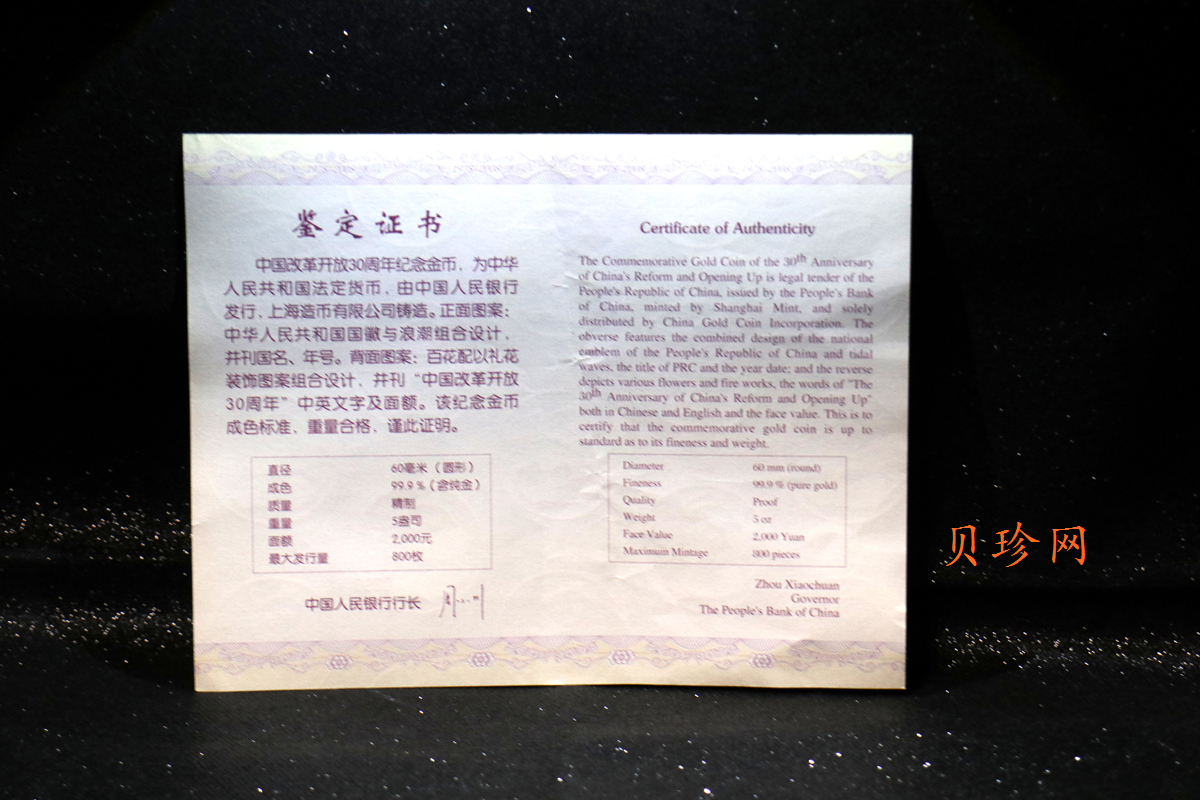 鉴定证书
中国改革开放30周年纪念金币，为中华
人民共和国法定货币，由中国人民银行
发行，上海造币有限公司铸造。正面图案：
中华人民共和国国徽与浪潮组合设计，
并刊国名、年号。背面图案：百花配以礼花
装饰图案组合设计，并刊“中国改革开放
30周年”中英文字及面额。该纪念金币
成色标准，重量合格，谨此证明。
直径 60毫米（圆形）
成色 99.9％（含纯金）
质量 精制
重量 5盎司
面额 2,000元
最大发行量 800枚
中国人民银行行长
Certificate of Authenticity
The Commemorative Gold Coin of the 30th Anniversary
of China's Reform and Opening Up is legal tender of the
People's Republic of China, issued by the People's Bank
of China, minted by Shanghai Mint, and solely
distributed by China Gold Coin Incorporation. The
obverse features the combined design of the national
emblem of the People's Republic of China and tidal
waves, the title of PRC and the year date; and the reverse
depicts various flowers and fire works, the words of "The
30th Anniversary of China's Reform and Opening Up"
both in Chinese and English and the face value. This is to
certify that the commemorative gold coin is up to
standard as to its fineness and weight.
Diameter 60 mm (round)
Fineness 99.9 % (pure gold)
Quality Proof
Weight 5 oz
Face Value 2,000 Yuan
Maximum Mintage 800 pieces
Zhou Xiaochuan
Governor
The People's Bank of China
贝珍网